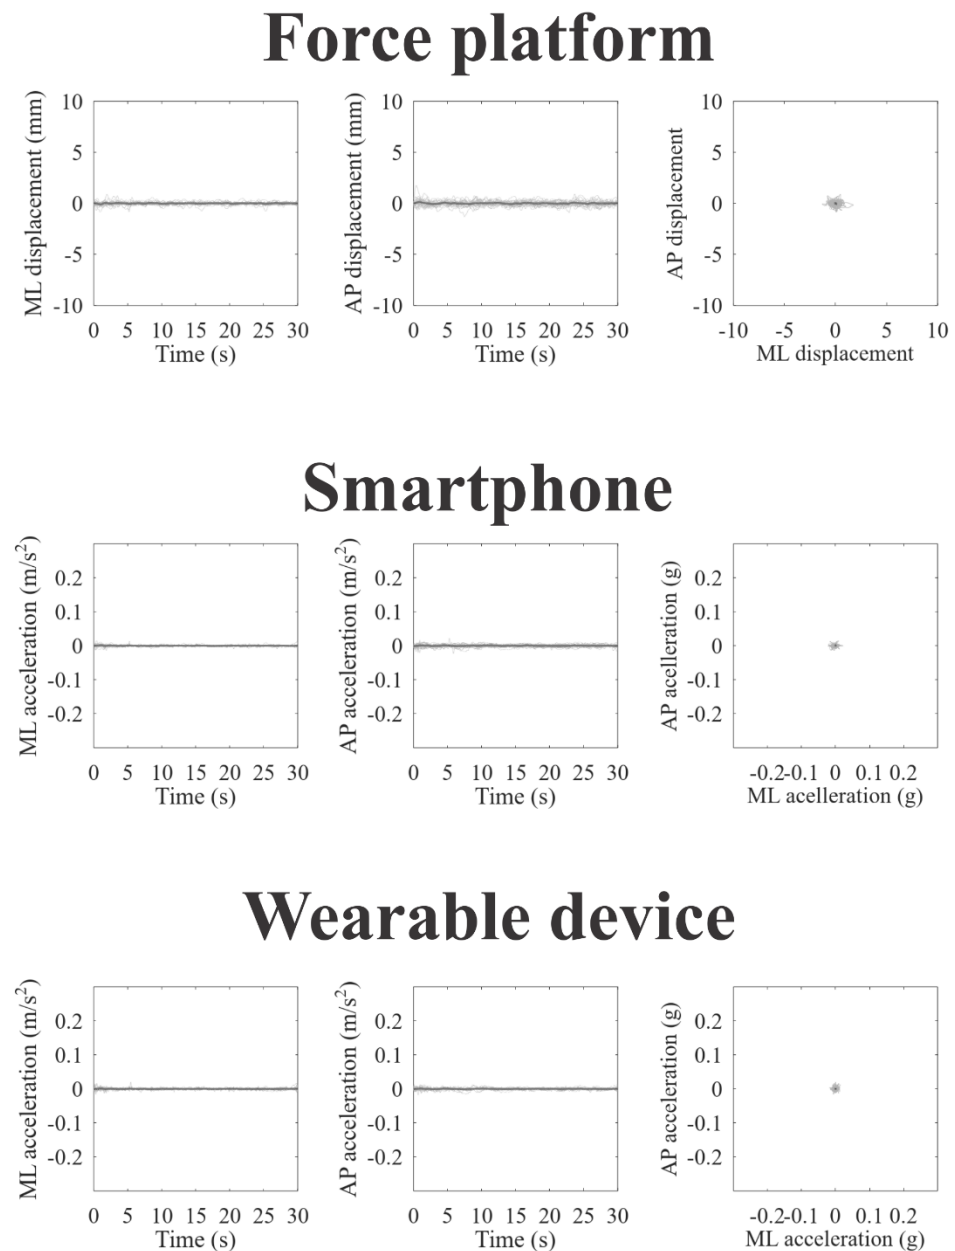 Force platform
ML displacement (mm)
10
5
0
-5
-10
0 5 10 15 20 25 30
Time (s)
AP displacement (mm)
10
5
0
-5
-10
0 5 10 15 20 25 30
Time (s)
AP displacement
10
5
0
-5
-10
-10 -5 0 5 10
ML displacement
Smartphone
ML acceleration (m/s²)
0.2
0.1
0
-0.1
-0.2
0 5 10 15 20 25 30
Time (s)
AP acceleration (m/s²)
0.2
0.1
0
-0.1
-0.2
0 5 10 15 20 25 30
Time (s)
AP acelleration (g)
0.2
0.1
0
-0.1
-0.2
-0.2 -0.1 0 0.1 0.2
ML acelleration (g)
Wearable device
ML acceleration (m/s²)
0.2
0.1
0
-0.1
-0.2
0 5 10 15 20 25 30
Time (s)
AP acceleration (m/s²)
0.2
0.1
0
-0.1
-0.2
0 5 10 15 20 25 30
Time (s)
AP acceleration (g)
0.2
0.1
0
-0.1
-0.2
-0.2 -0.1 0 0.1 0.2
ML acceleration (g)